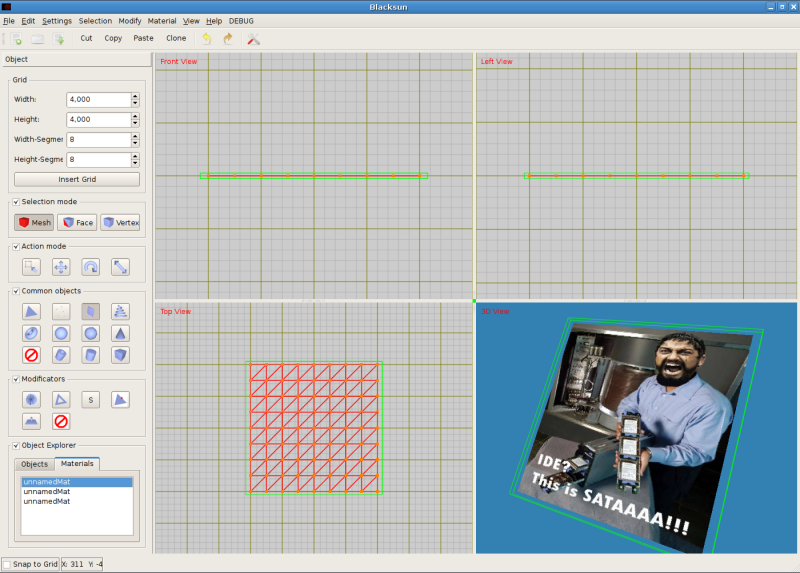 Blacksun
File Edit Settings Selection Modify Material View Help DEBUG
Cut Copy Paste Clone
Object
Grid
Width: 4,000
Height: 4,000
Width-Segmer 8
Height-Segme 8
Insert Grid
Selection mode
Mesh Face Vertex
Action mode
Common objects
Modificators
S
Object Explorer
Objects Materials
unnamedMat
unnamedMat
unnamedMat
Snap to Grid X: 311 Y: -4
Front View
Left View
Top View
3D View
IDE?
This is SATAAAA!!!